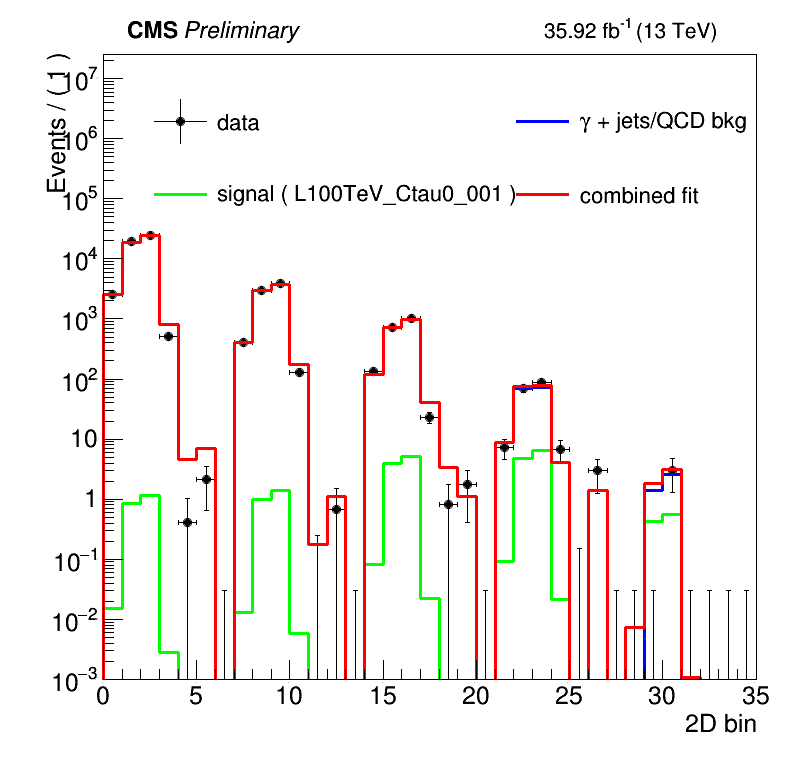 CMS Preliminary 35.92 fb⁻¹ (13 TeV)
Events / ( 1 )
10⁷
10⁶
10⁵
10⁴
10³
10²
10
1
10⁻¹
10⁻²
10⁻³
data
γ + jets/QCD bkg
signal ( L100TeV_Ctau0_001 )
combined fit
0 5 10 15 20 25 30 35
2D bin